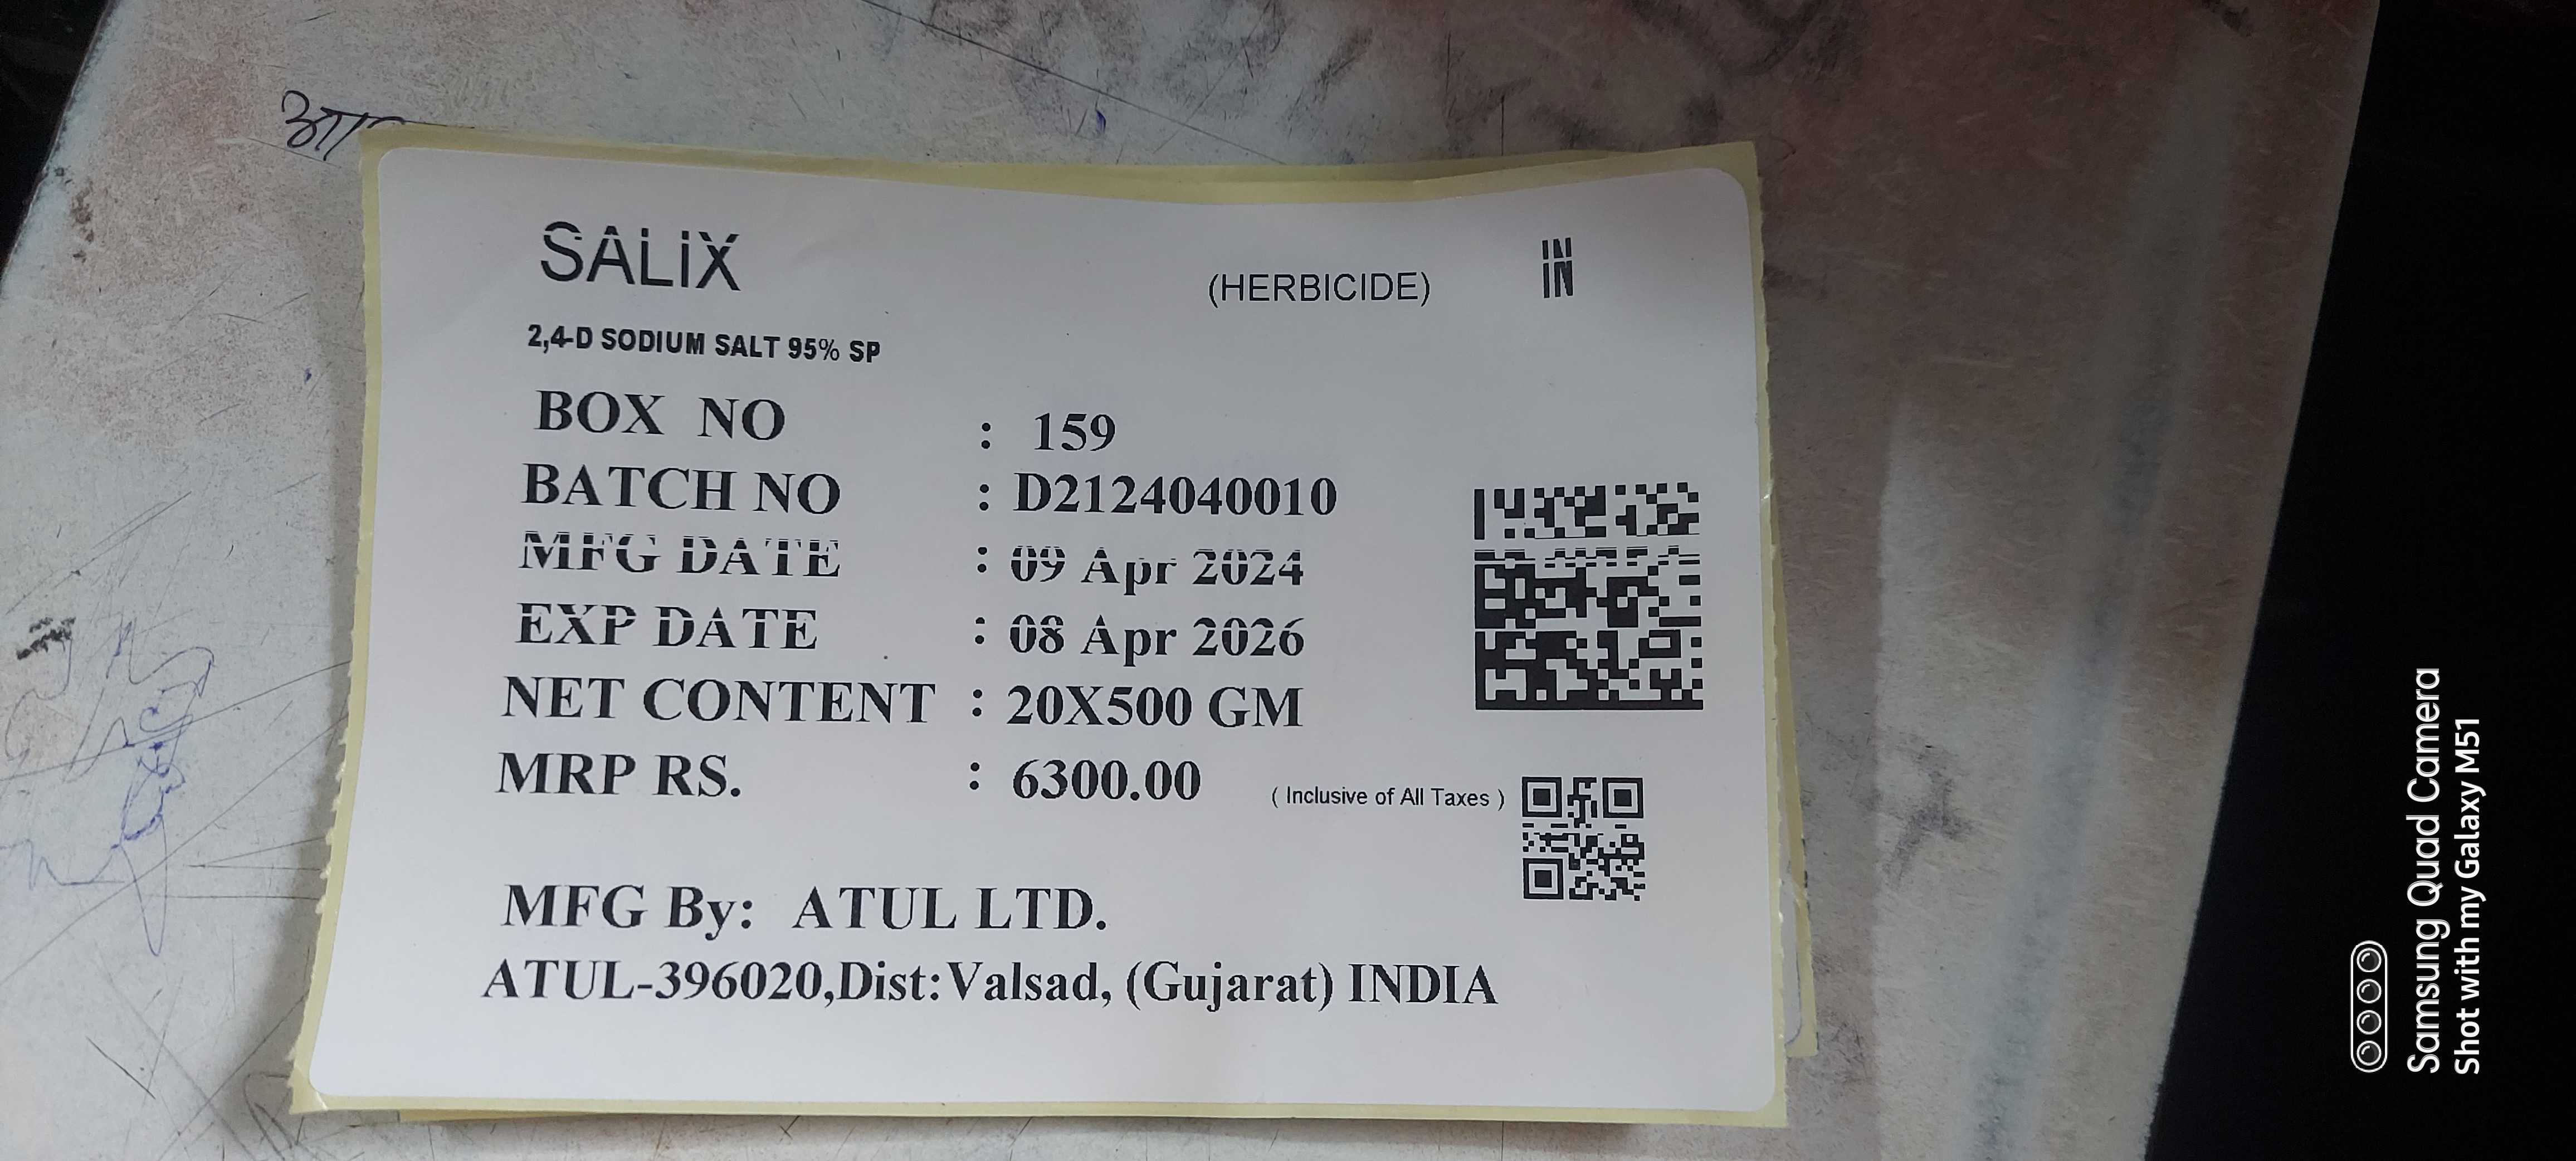 आ
SALiX
(HERBICIDE) IN
2,4-D SODIUM SALT 95% SP
BOX NO : 159
BATCH NO : D2124040010
MFG DATE : 09 Apr 2024
EXP DATE : 08 Apr 2026
NET CONTENT : 20X500 GM
MRP RS. : 6300.00 ( Inclusive of All Taxes )
MFG By: ATUL LTD.
ATUL-396020,Dist:Valsad, (Gujarat) INDIA
Samsung Quad Camera
Shot with my Galaxy M51